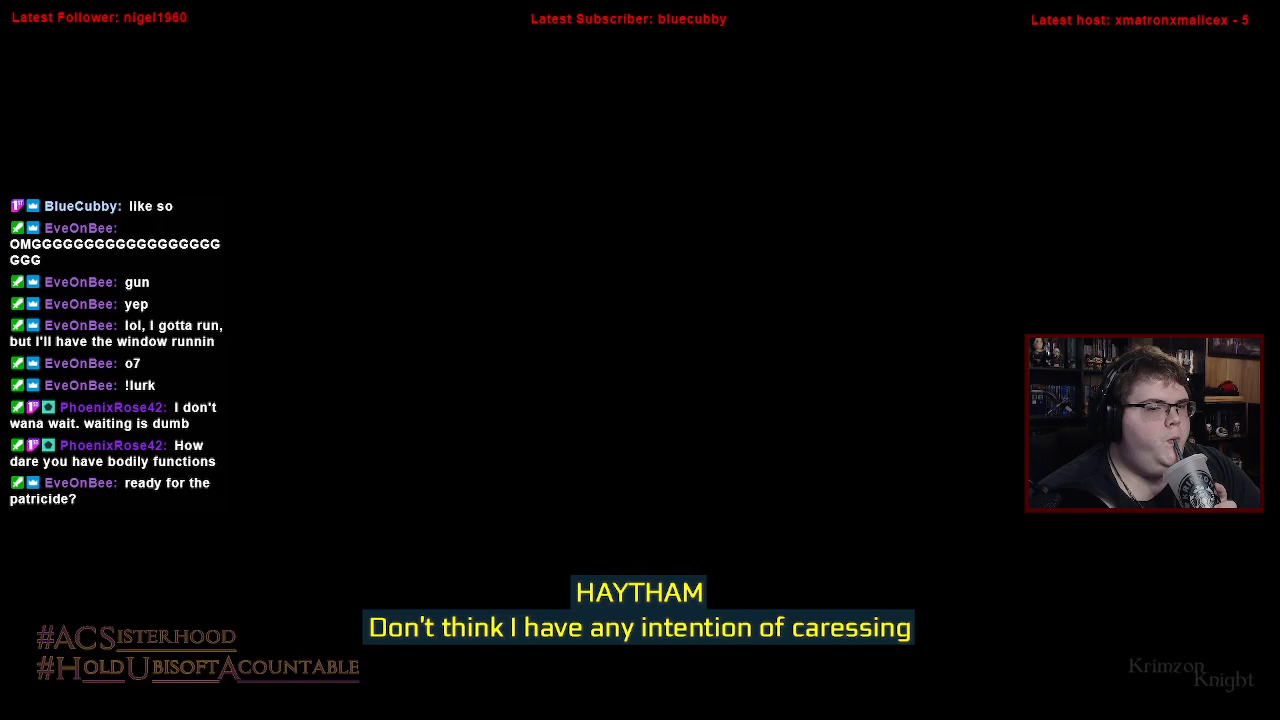 Latest Follower: nigel1960
Latest Subscriber: bluecubby
Latest host: xmatronxmalicex - 5
BlueCubby: like so
EveOnBee:
OMGGGGGGGGGGGGGGGGGG
GGG
EveOnBee: gun
EveOnBee: yep
EveOnBee: lol, I gotta run,
but I'll have the window runnin
EveOnBee: o7
EveOnBee: !lurk
PhoenixRose42: I don't
wana wait. waiting is dumb
PhoenixRose42: How
dare you have bodily functions
EveOnBee: ready for the
patricide?
HAYTHAM
Don't think I have any intention of caressing
#ACSisterhood
#HoldUbisoftAcountable
Krimzon
Knight